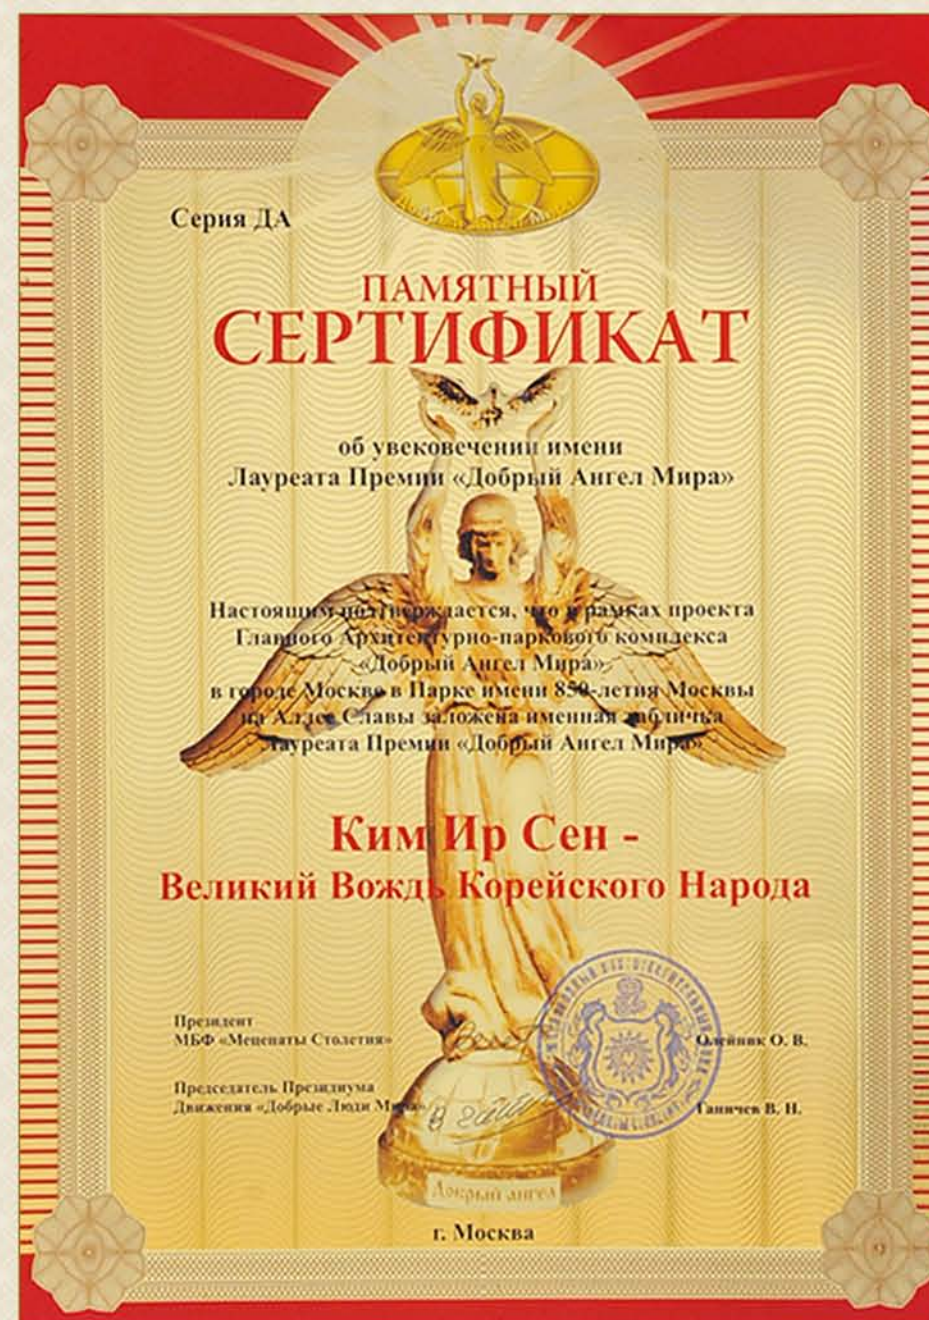 Серия ДА
ПАМЯТНЫЙ
СЕРТИФИКАТ
об увековечении имени
Лауреата Премии «Добрый Ангел Мира»
Настоящим подтверждается, что в рамках проекта
Главного Архитектурно-паркового комплекса
«Добрый Ангел Мира»
в городе Москве в Парке имени 850-летия Москвы
на Аллее Славы заложена именная табличка
Лауреата Премии «Добрый Ангел Мира»
Ким Ир Сен -
Великий Вождь Корейского Народа
Президент
МБФ «Меценаты Столетия» Олейник О. В.
Председатель Президиума
Движения «Добрые Люди Мира» Ганичев В. Н.
Добрый ангел
г. Москва